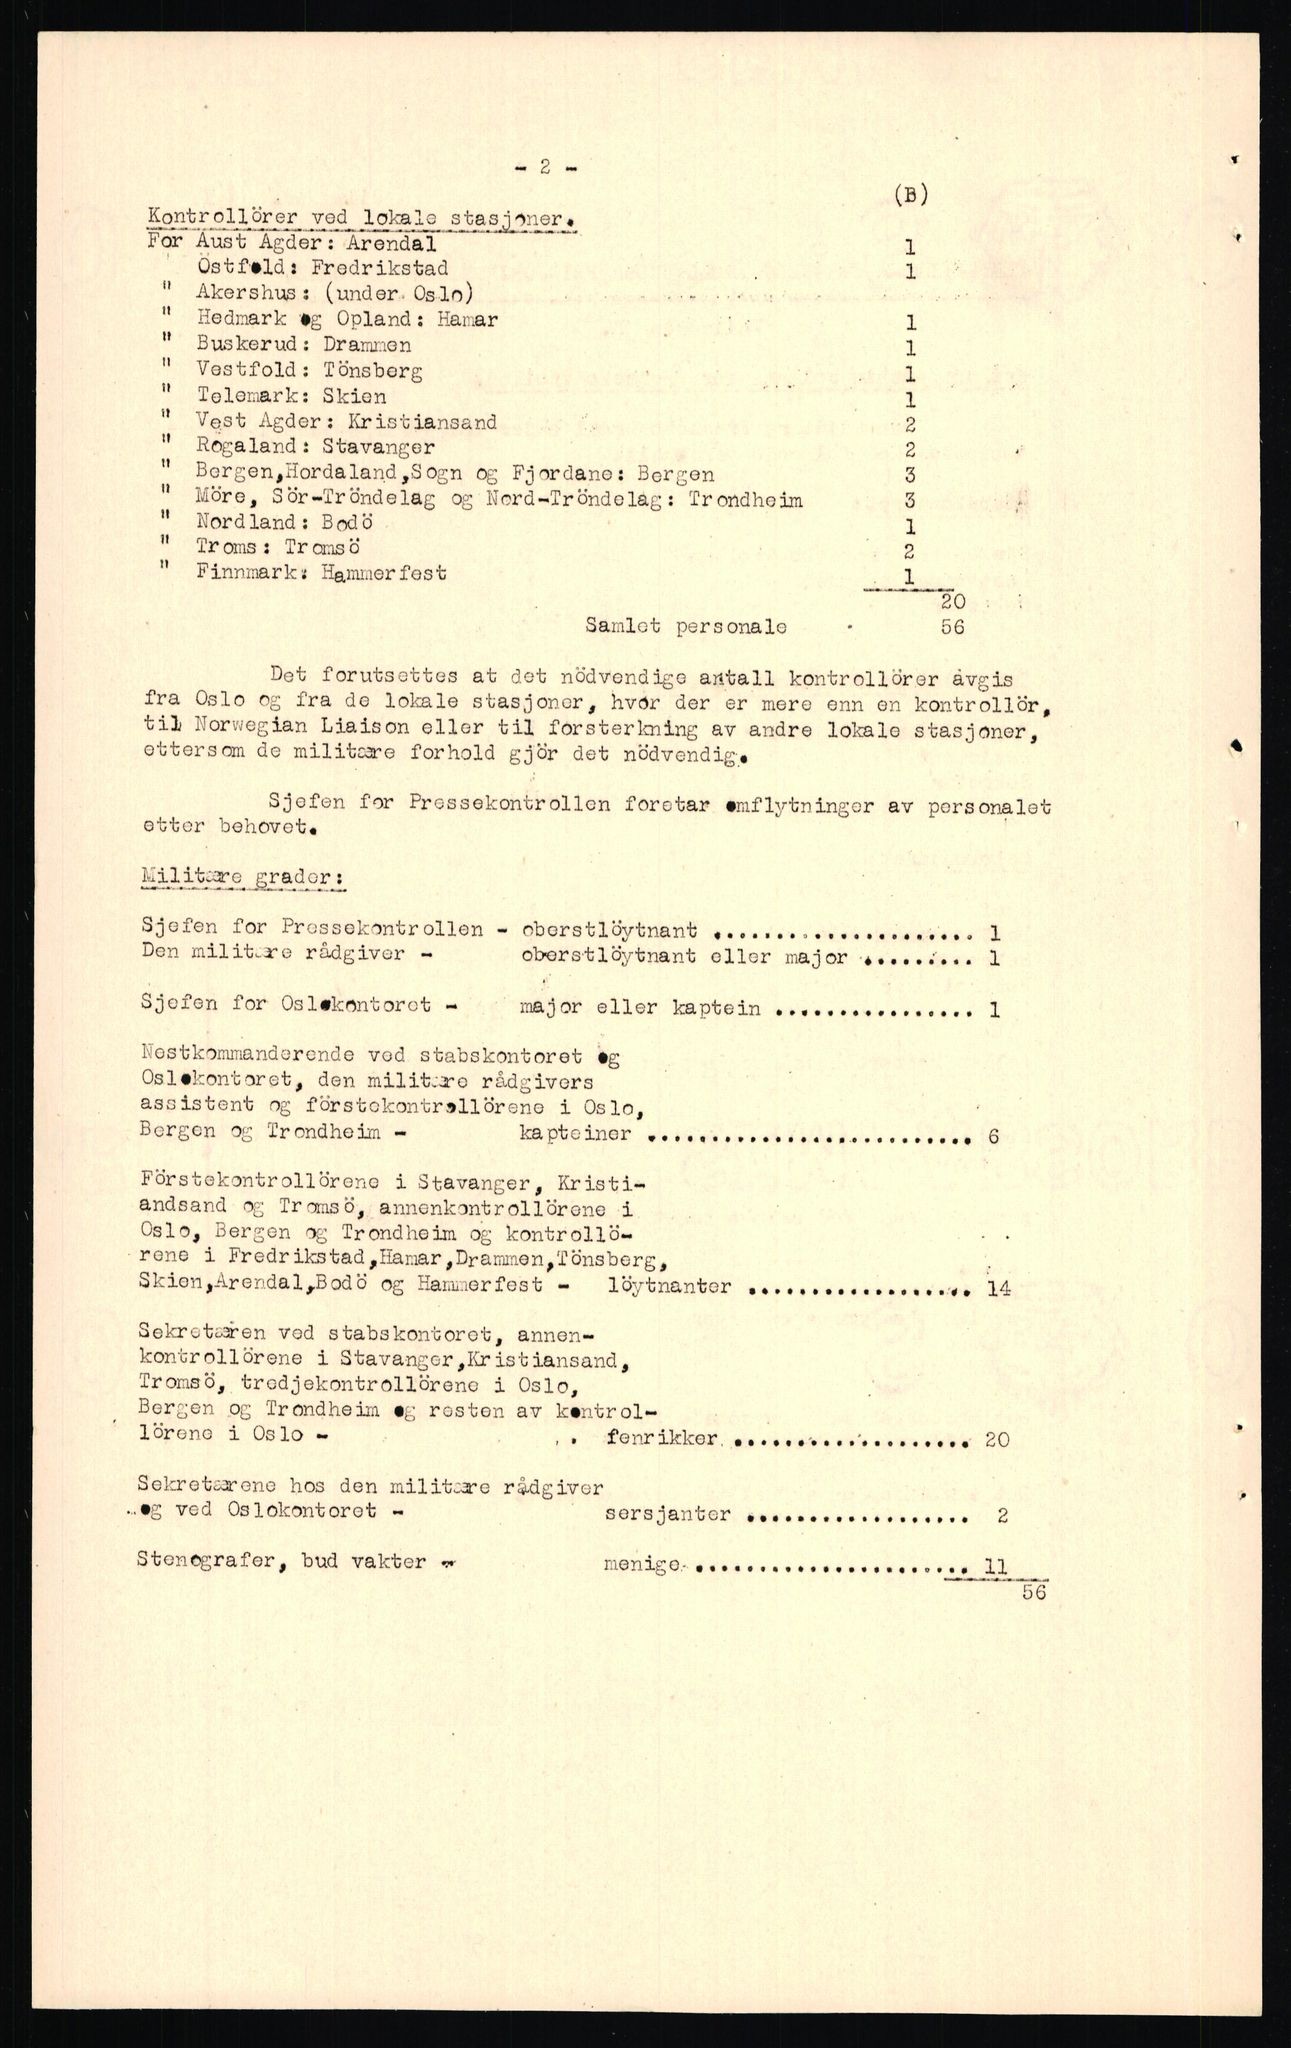 - 2 -
(B)
Kontrollörer ved lokale stasjoner.
For Aust Agder: Arendal 1
Östfold: Fredrikstad 1
" Akershus: (under Oslo)
" Hedmark og Opland: Hamar 1
" Buskerud: Drammen 1
" Vestfold: Tönsberg 1
" Telemark: Skien 1
" Vest Agder: Kristiansand 2
" Rogaland: Stavanger 2
" Bergen,Hordaland,Sogn og Fjordane: Bergen 3
" Möre, Sör-Tröndelag og Nord-Tröndelag: Trondheim 3
" Nordland: Bodö 1
" Troms: Tromsö 2
" Finnmark: Hammerfest 1
20
Samlet personale 56
Det forutsettes at det nödvendige antall kontrollörer avgis
fra Oslo og fra de lokale stasjoner, hvor der er mere enn en kontrollör,
til Norwegian Liaison eller til forsterkning av andre lokale stasjoner,
ettersom de militære forhold gjör det nödvendig.
Sjefen for Pressekontrollen foretar omflytninger av personalet
etter behovet.
Militære grader:
Sjefen for Pressekontrollen - oberstlöytnant ..................... 1
Den militære rådgiver - oberstlöytnant eller major ......... 1
Sjefen for Oslokontoret - major eller kaptein ................ 1
Nestkommanderende ved stabskontoret og
Oslokontoret, den militære rådgivers
assistent og förstekontrollörene i Oslo,
Bergen og Trondheim - kapteiner .......................... 6
Förstekontrollörene i Stavanger, Kristi-
andsand og Tromsö, annenkontrollörene i
Oslo, Bergen og Trondheim og kontrollö-
rene i Fredrikstad,Hamar,Drammen,Tönsberg,
Skien,Arendal,Bodö og Hammerfest - löytnanter .................. 14
Sekretæren ved stabskontoret, annen-
kontrollörene i Stavanger,Kristiansand,
Tromsö, tredjekontrollörene i Oslo,
Bergen og Trondheim og resten av kontrol-
lörene i Oslo - fenrikker ................... 20
Sekretærene hos den militære rådgiver
og ved Oslokontoret - sersjanter .................. 2
Stenografer, bud vakter - menige ...................... 11
56